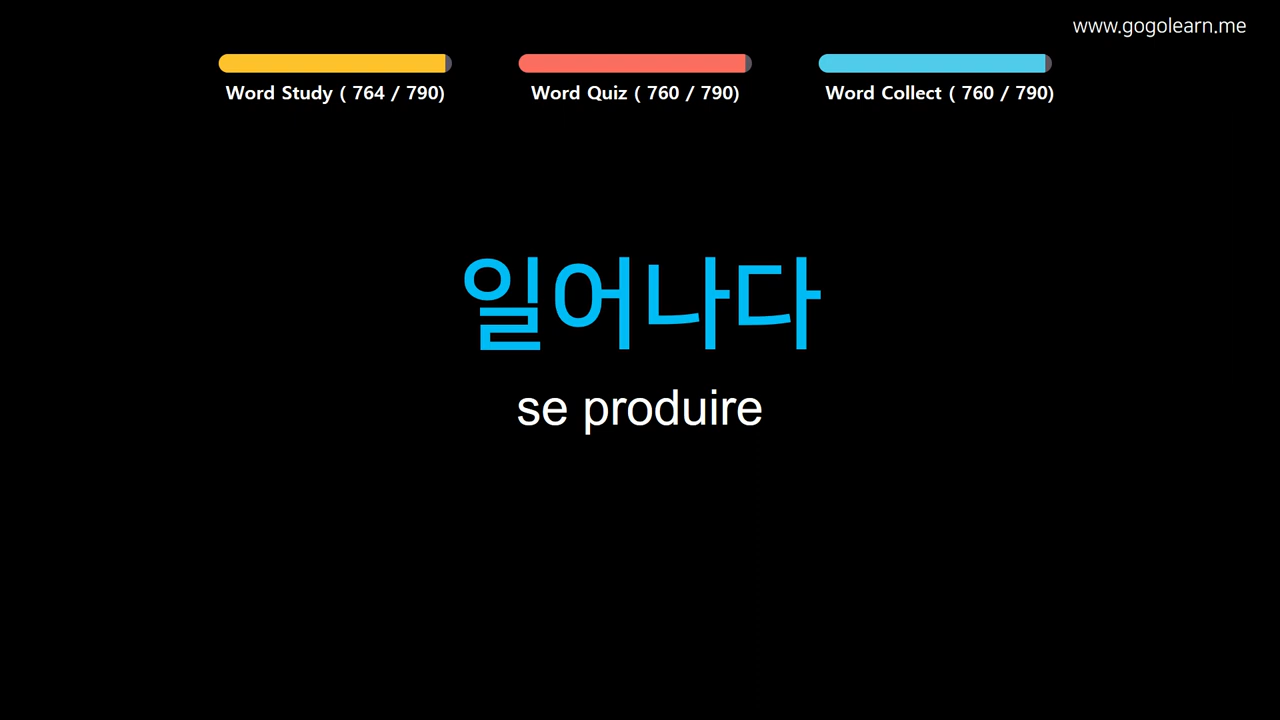 www.gogolearn.me
Word Study ( 764 / 790)
Word Quiz ( 760 / 790)
Word Collect ( 760 / 790)
일어나다
se produire